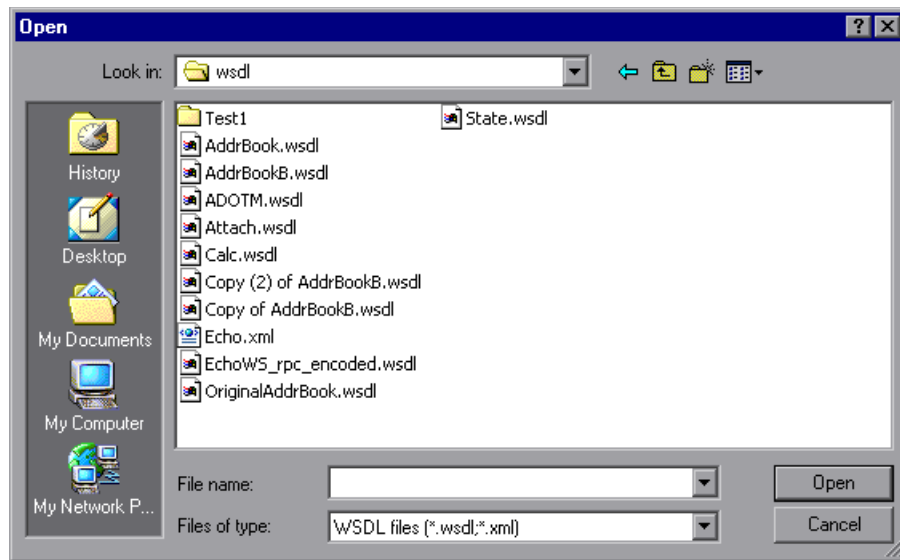 Open
Look in: wsdl
History
Desktop
My Documents
My Computer
My Network P...
Test1
AddrBook.wsdl
AddrBookB.wsdl
ADOTM.wsdl
Attach.wsdl
Calc.wsdl
Copy (2) of AddrBookB.wsdl
Copy of AddrBookB.wsdl
Echo.xml
EchoWS_rpc_encoded.wsdl
OriginalAddrBook.wsdl
State.wsdl
File name: Open
Files of type: WSDL files (*.wsdl;*.xml) Cancel